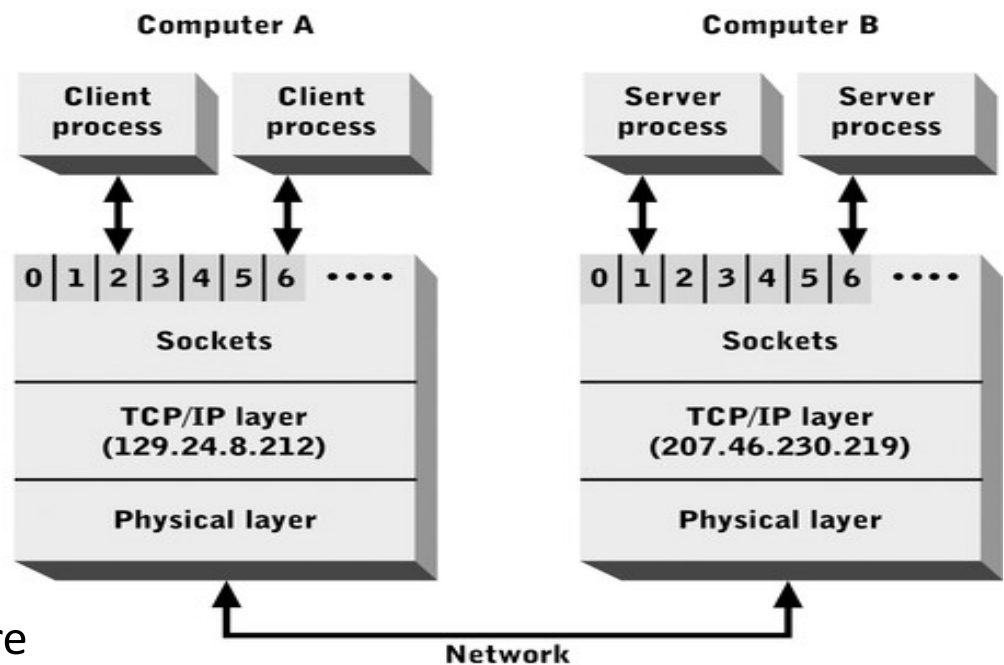 Computer A
Computer B
Client process
Client process
Server process
Server process
0 1 2 3 4 5 6 ····
0 1 2 3 4 5 6 ····
Sockets
Sockets
TCP/IP layer
(129.24.8.212)
TCP/IP layer
(207.46.230.219)
Physical layer
Physical layer
re
Network